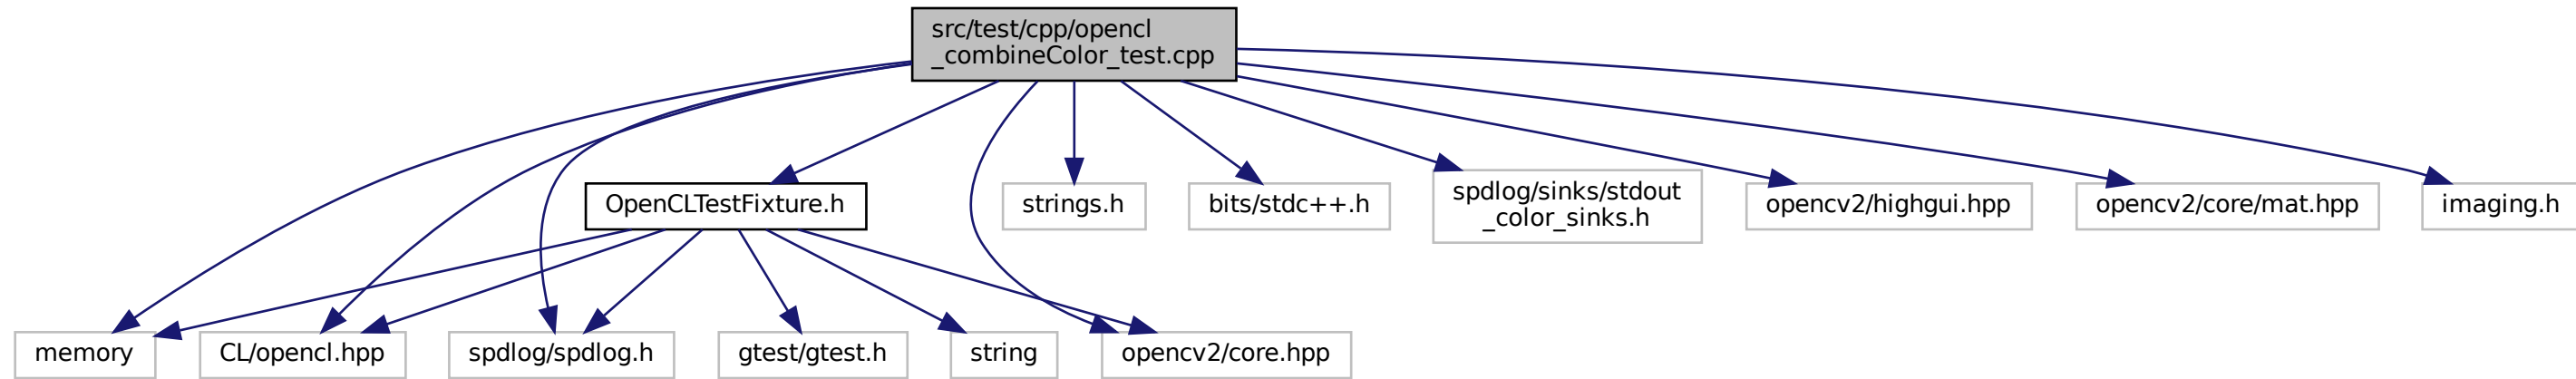 src/test/cpp/opencl
_combineColor_test.cpp
OpenCLTestFixture.h
strings.h
bits/stdc++.h
spdlog/sinks/stdout
_color_sinks.h
opencv2/highgui.hpp
opencv2/core/mat.hpp
imaging.h
memory
CL/opencl.hpp
spdlog/spdlog.h
gtest/gtest.h
string
opencv2/core.hpp